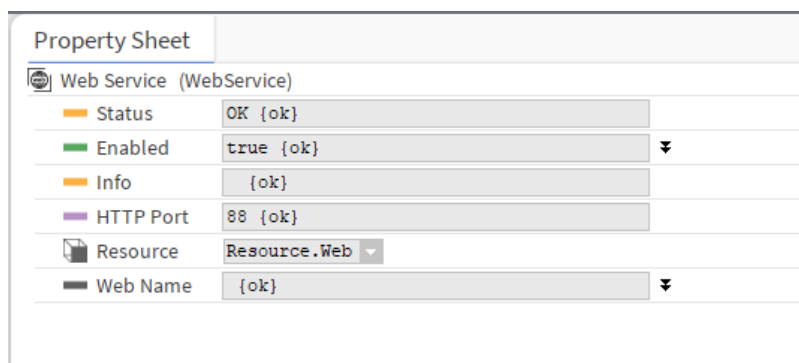 Property Sheet
Web Service (WebService)
Status OK {ok}
Enabled true {ok}
Info {ok}
HTTP Port 88 {ok}
Resource Resource.Web
Web Name {ok}